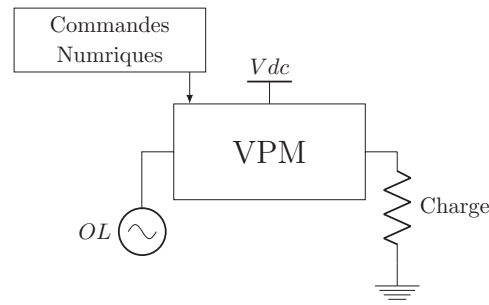 Commandes
Numriques
Vdc
VPM
OL
Charge